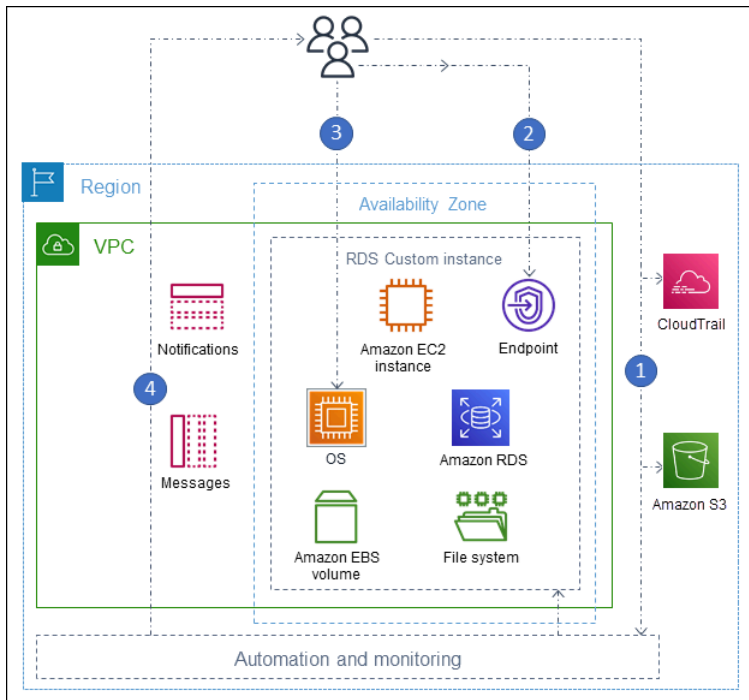 3
2
Region
Availability Zone
VPC
RDS Custom instance
Notifications
Amazon EC2
instance
Endpoint
CloudTrail
4
1
Messages
OS
Amazon RDS
Amazon S3
Amazon EBS
volume
File system
Automation and monitoring